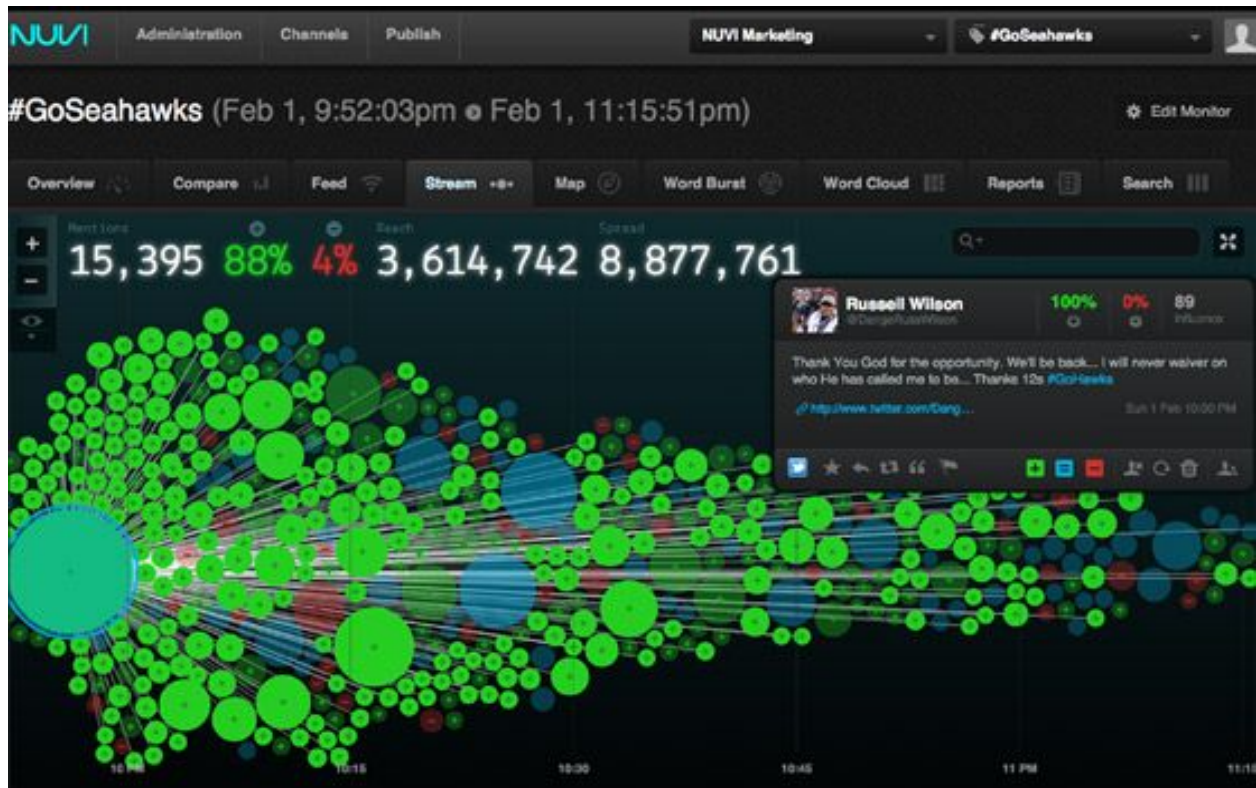 NUVI Administration Channels Publish NUVI Marketing #GoSeahawks
#GoSeahawks (Feb 1, 9:52:03pm Feb 1, 11:15:51pm) Edit Monitor
Overview Compare Feed Stream Map Word Burst Word Cloud Reports Search
Mentions Reach Spread
15,395 88% 4% 3,614,742 8,877,761
Russell Wilson 100% 0% 89
@DangeRussWilson Influence
Thank You God for the opportunity. We'll be back... I will never waiver on
who He has called me to be... Thanks 12s #GoHawks
http://www.twitter.com/Dang... Sun 1 Feb 10:00 PM
10 PM 10:15 10:30 10:45 11 PM